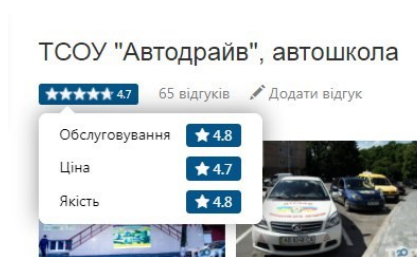 ТСОУ "Автодрайв", автошкола
4.7 65 відгуків Додати відгук
Обслуговування 4.8
Ціна 4.7
Якість 4.8